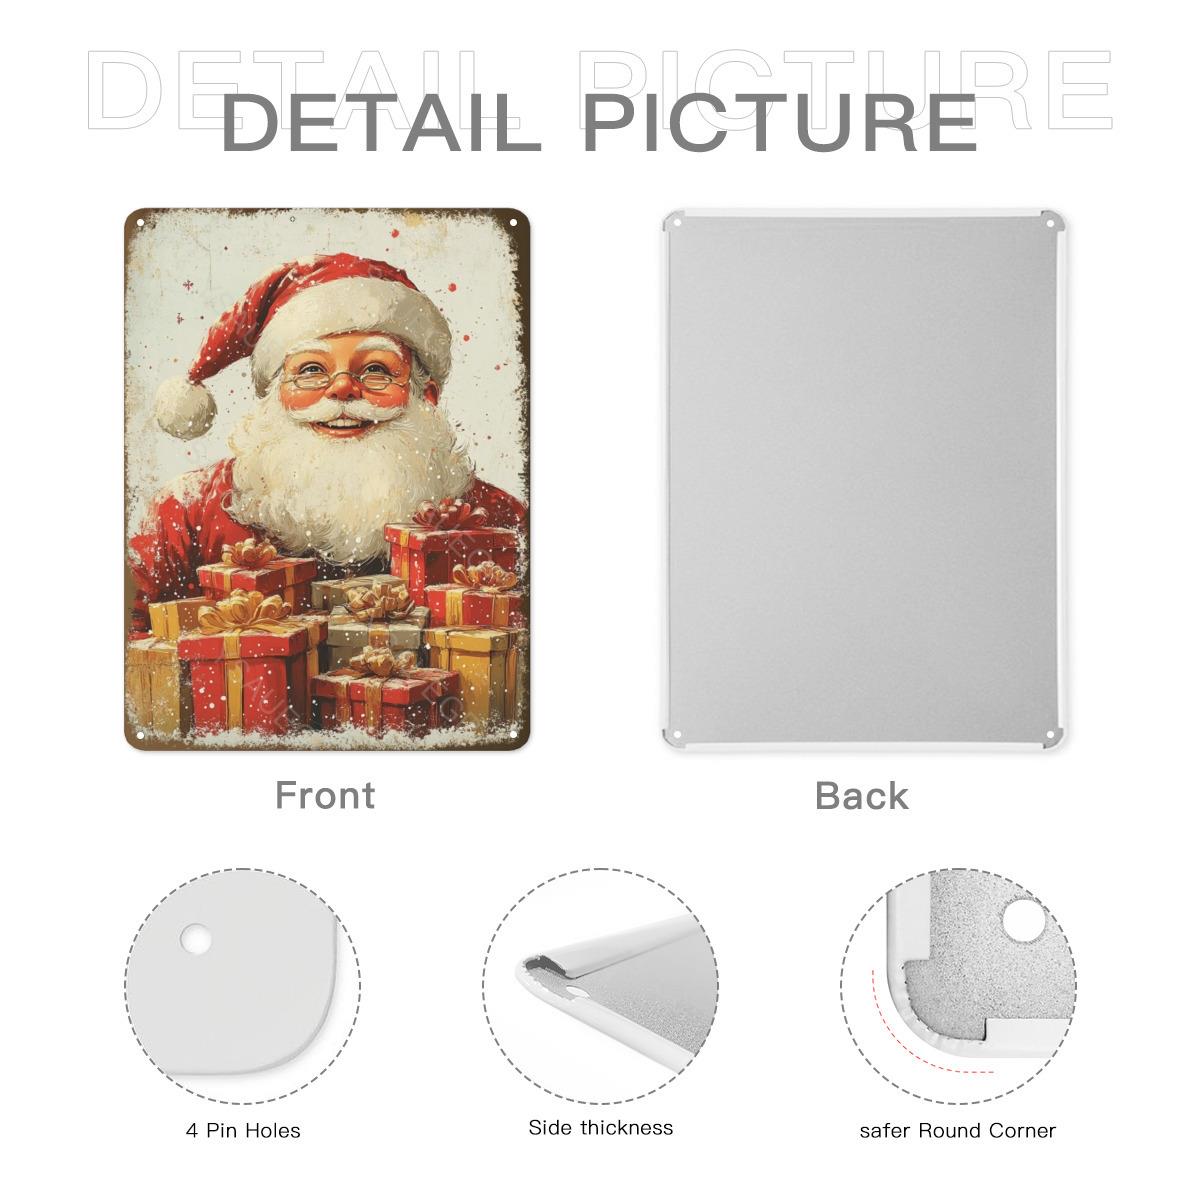 DETAIL PICTURE
DETAIL PICTURE
Front
Back
4 Pin Holes
Side thickness
safer Round Corner